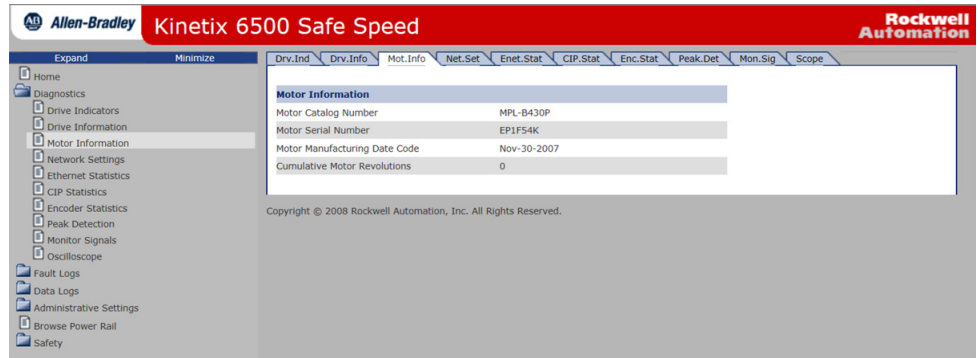 AB Allen-Bradley
Kinetix 6500 Safe Speed
Rockwell
Automation
Expand Minimize
Home
Diagnostics
Drive Indicators
Drive Information
Motor Information
Network Settings
Ethernet Statistics
CIP Statistics
Encoder Statistics
Peak Detection
Monitor Signals
Oscilloscope
Fault Logs
Data Logs
Administrative Settings
Browse Power Rail
Safety
Drv.Ind Drv.Info Mot.Info Net.Set Enet.Stat CIP.Stat Enc.Stat Peak.Det Mon.Sig Scope
Motor Information
Motor Catalog Number MPL-B430P
Motor Serial Number EP1F54K
Motor Manufacturing Date Code Nov-30-2007
Cumulative Motor Revolutions 0
Copyright © 2008 Rockwell Automation, Inc. All Rights Reserved.